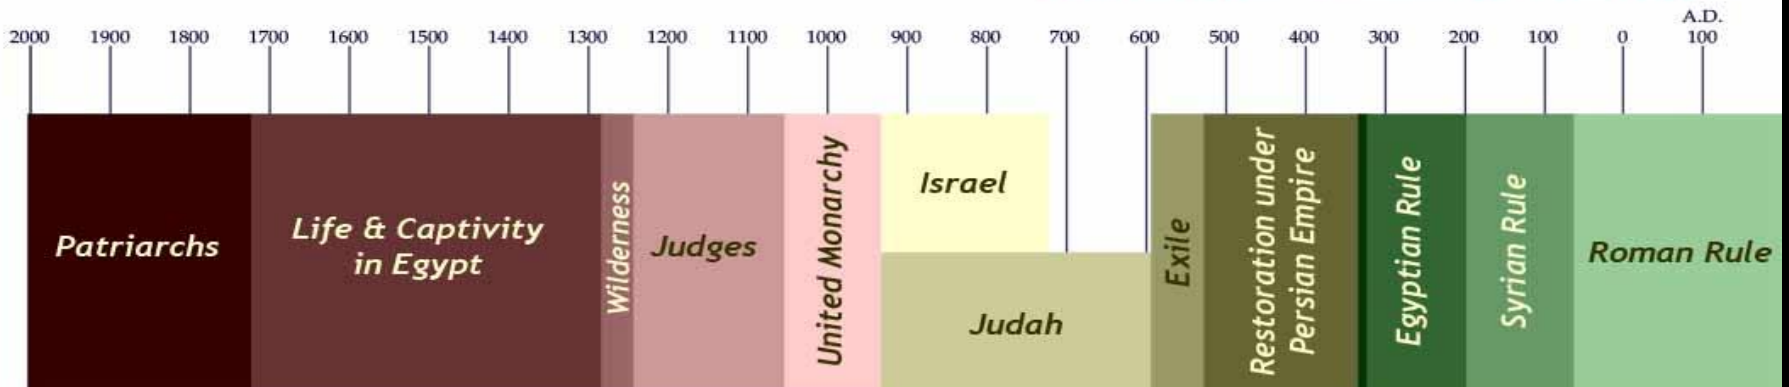 A.D.
2000 1900 1800 1700 1600 1500 1400 1300 1200 1100 1000 900 800 700 600 500 400 300 200 100 0 100
Patriarchs
Life & Captivity
in Egypt
Wilderness
Judges
United Monarchy
Israel
Judah
Exile
Restoration under
Persian Empire
Egyptian Rule
Syrian Rule
Roman Rule